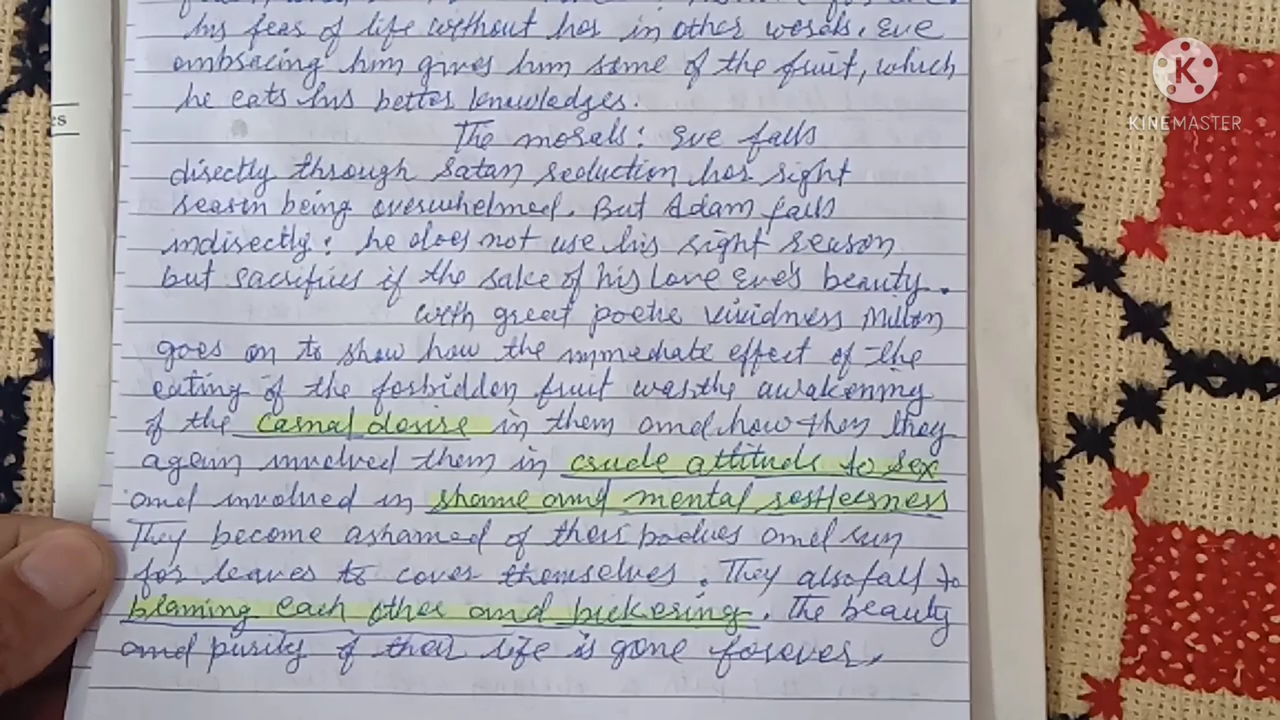 his fear of life without her in other words, Eve
embracing him gives him some of the fruit, which
he eats his better knowledges.
The morals: Eve falls
directly through Satan seduction her right
reason being overwhelmed. But Adam falls
indirectly: he does not use his right reason
but sacrifices if the sake of his Love Eve's beauty.
With great poetic vividness Milton
goes on to show how the immediate effect of the
eating of the forbidden fruit was the awakening
of the carnal desire in them and how then they
again involved them in crude attitude to sex
and involved in shame and mental restlesness
They become ashamed of their bodies and run
for leaves to cover themselves. They also fall to
blaming each other and bickering. The beauty
and purity of their life is gone forever.
es
K
KINEMASTER